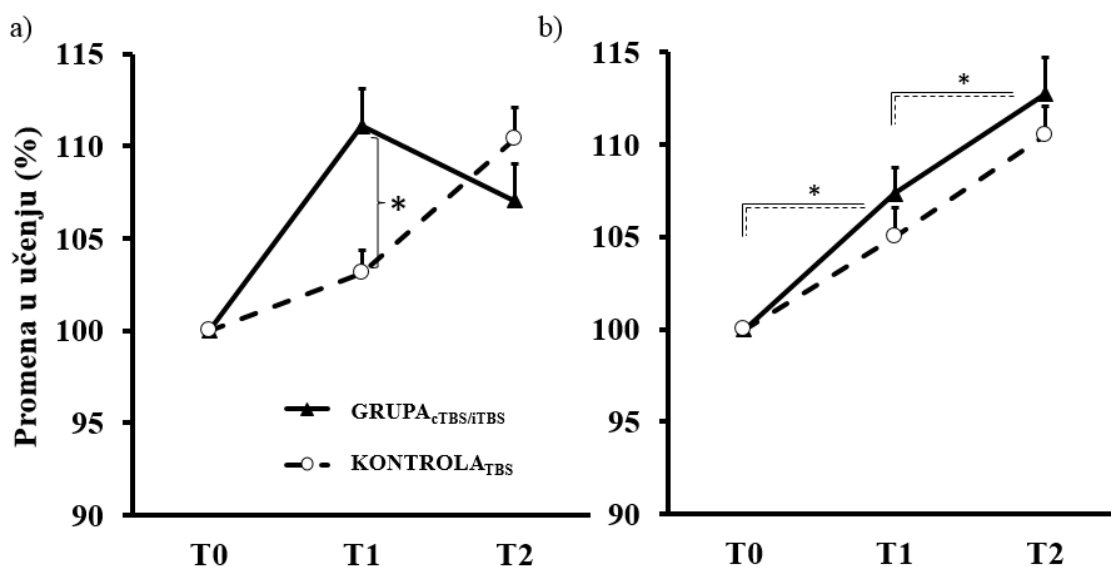 a)
Promena u učenju (%)
115
110
105
100
95
90
T0 T1 T2
*
GRUPAcTBS/iTBS
KONTROLATBS
b)
115
110
105
100
95
90
T0 T1 T2
*
*